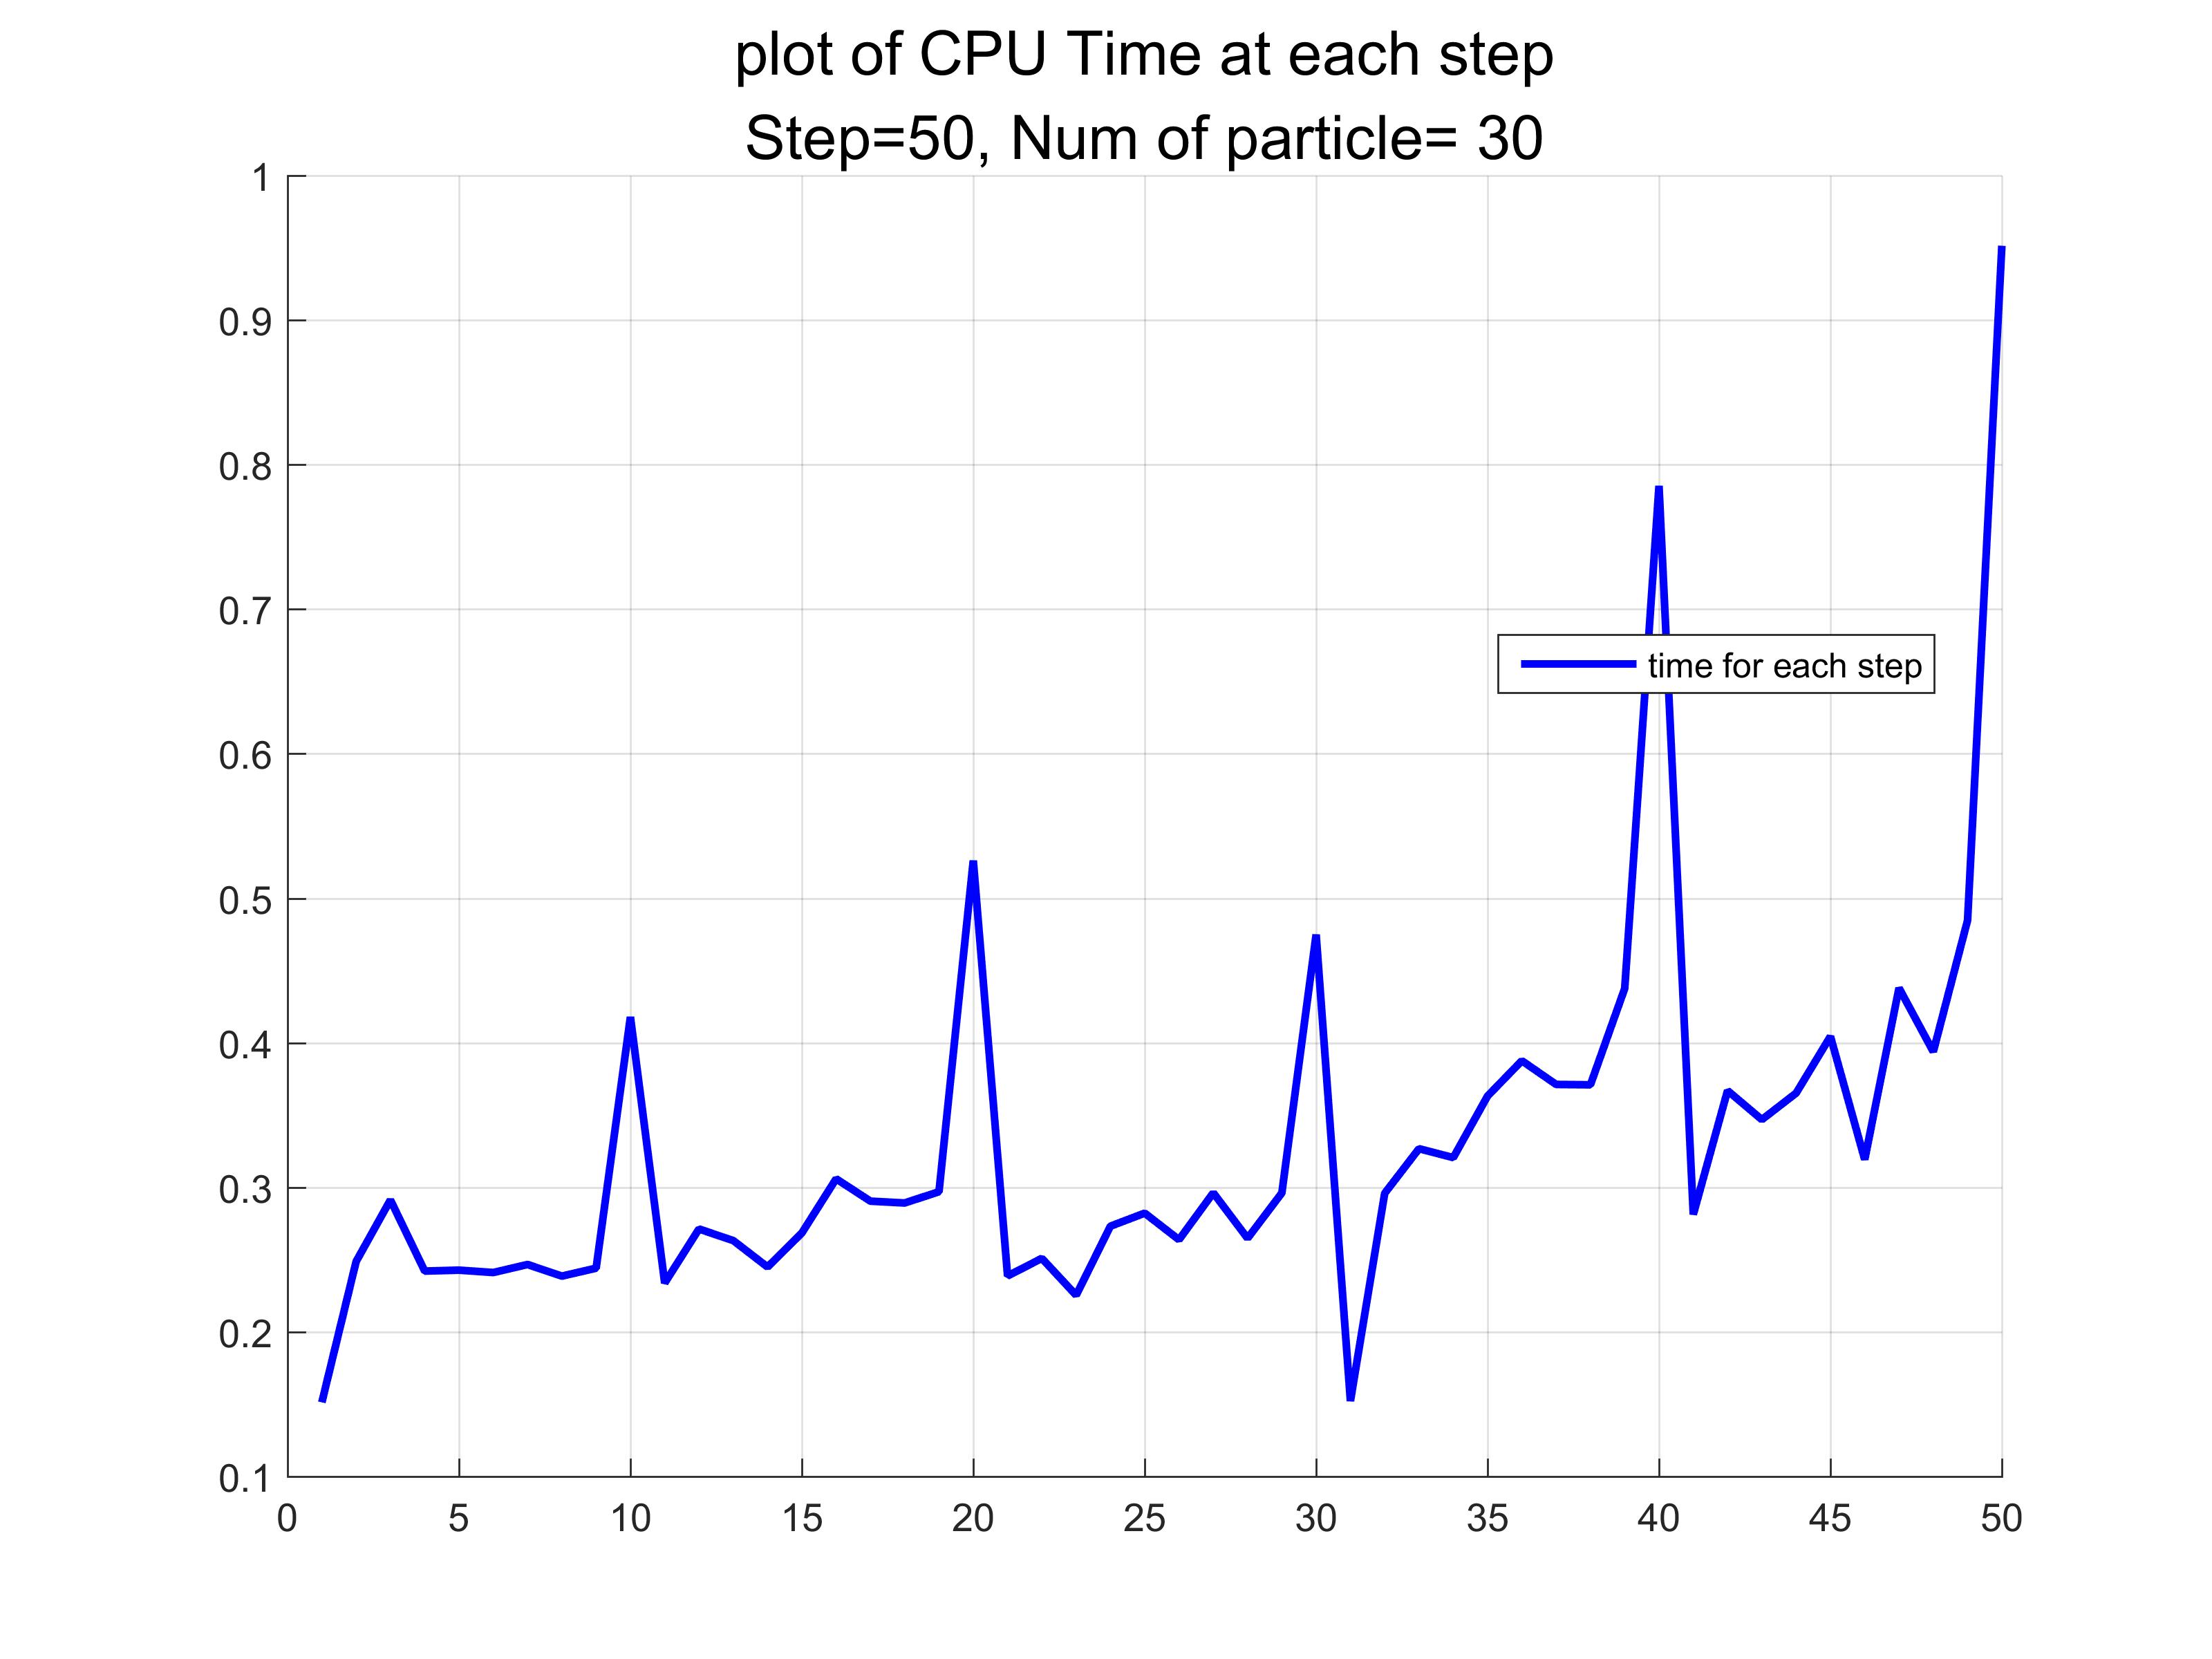 plot of CPU Time at each step
Step=50, Num of particle= 30
1
0.9
0.8
0.7
time for each step
0.6
0.5
0.4
0.3
0.2
0.1
0 5 10 15 20 25 30 35 40 45 50